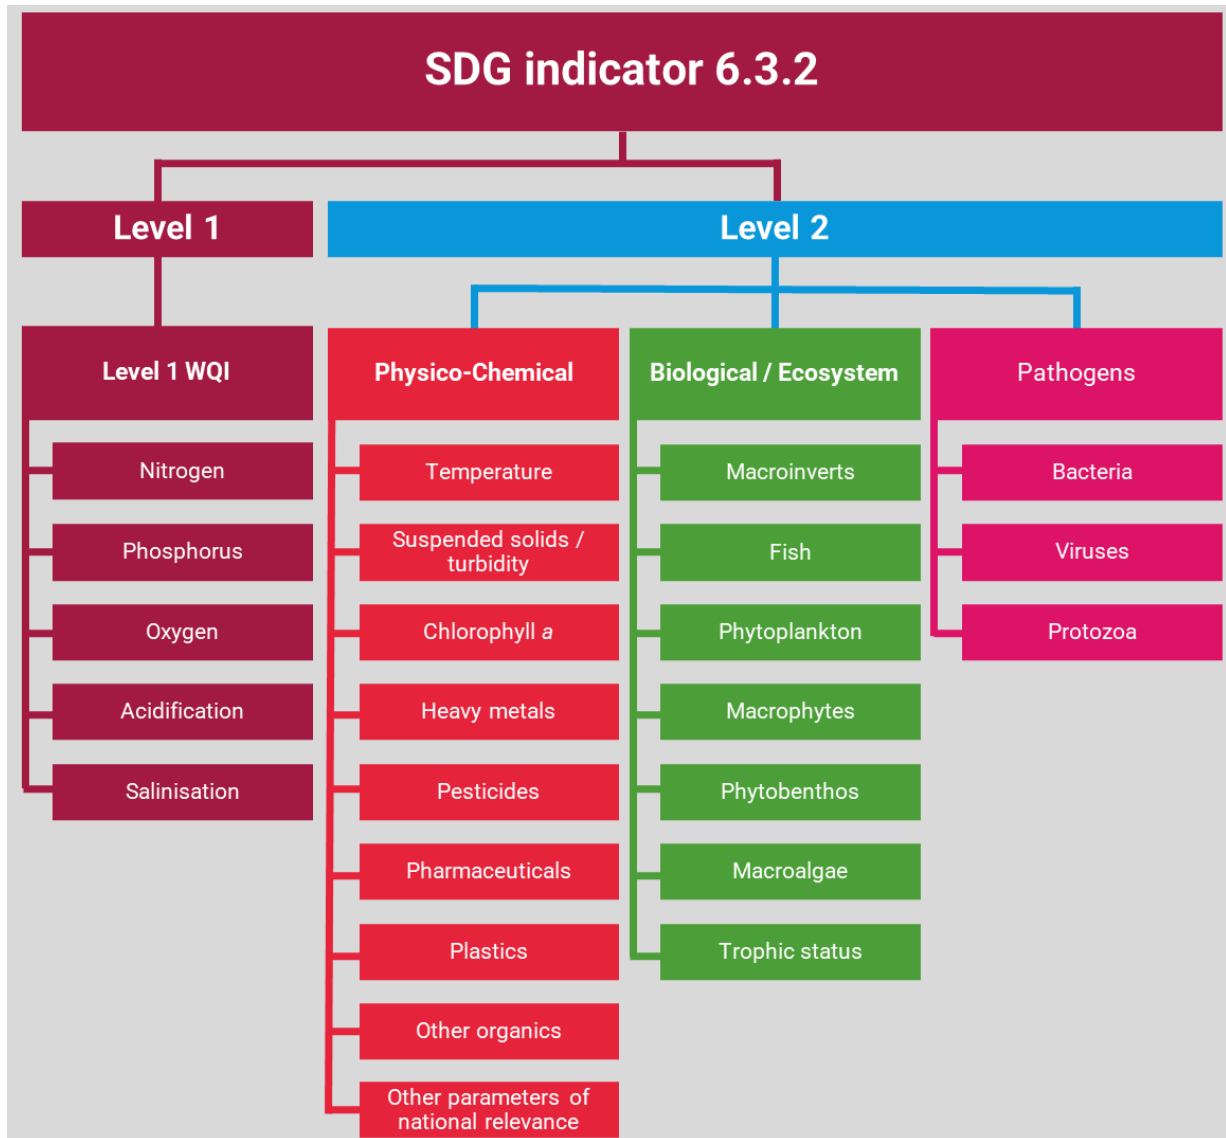 SDG indicator 6.3.2
Level 1
Level 2
Level 1 WQI
Nitrogen
Phosphorus
Oxygen
Acidification
Salinisation
Physico-Chemical
Temperature
Suspended solids /
turbidity
Chlorophyll a
Heavy metals
Pesticides
Pharmaceuticals
Plastics
Other organics
Other parameters of
national relevance
Biological / Ecosystem
Macroinverts
Fish
Phytoplankton
Macrophytes
Phytobenthos
Macroalgae
Trophic status
Pathogens
Bacteria
Viruses
Protozoa